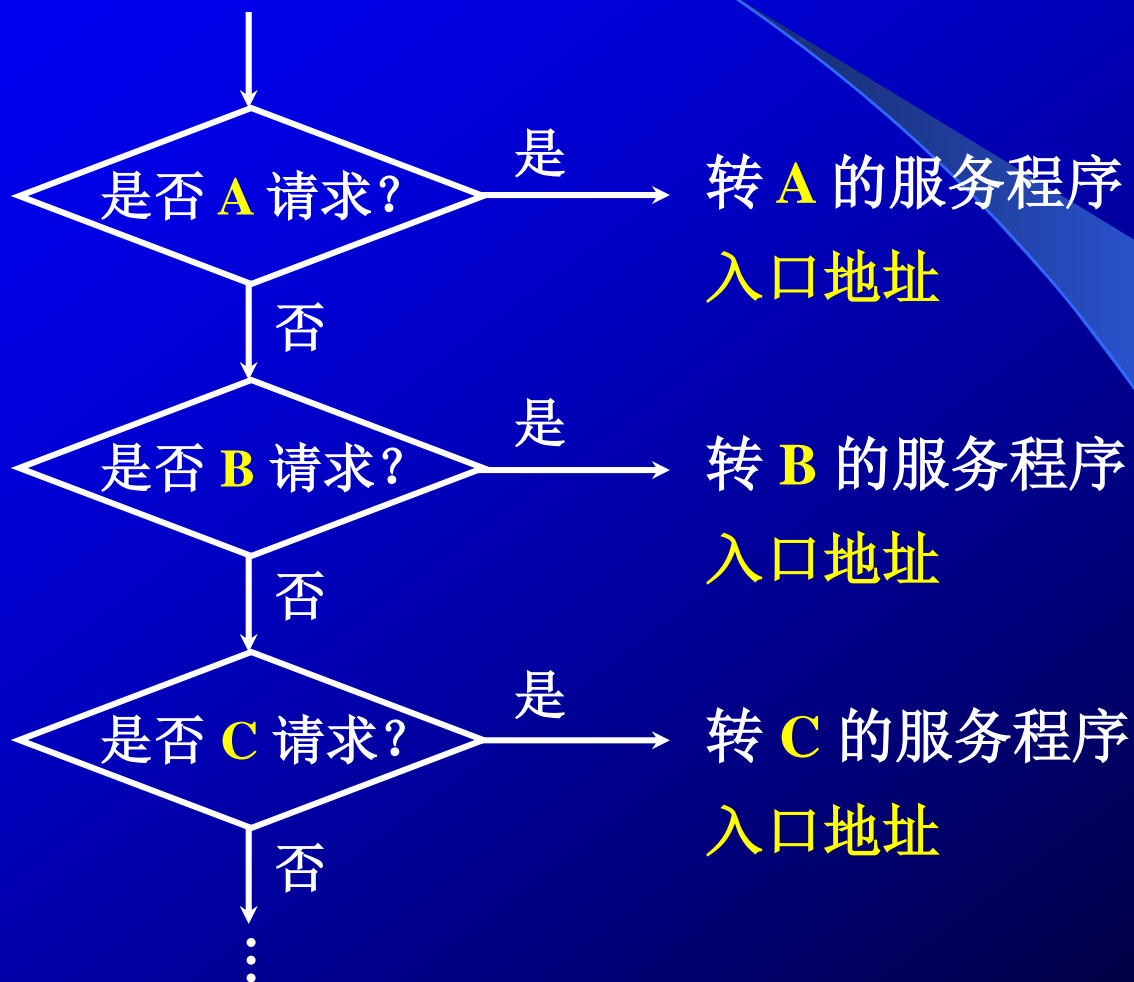 是
是否 A 请求？
转 A 的服务程序
入口地址
否
是
是否 B 请求？
转 B 的服务程序
入口地址
否
是
是否 C 请求？
转 C 的服务程序
入口地址
否
⋮